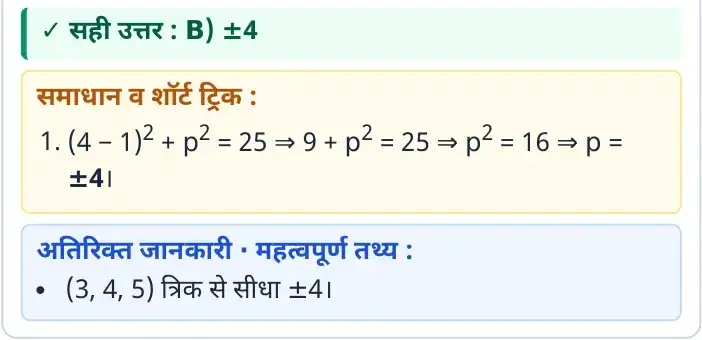 ✓ सही उत्तर : B) ±4
समाधान व शॉर्ट ट्रिक :
1. (4 − 1)² + p² = 25 ⇒ 9 + p² = 25 ⇒ p² = 16 ⇒ p =
±4।
अतिरिक्त जानकारी · महत्वपूर्ण तथ्य :
• (3, 4, 5) त्रिक से सीधा ±4।